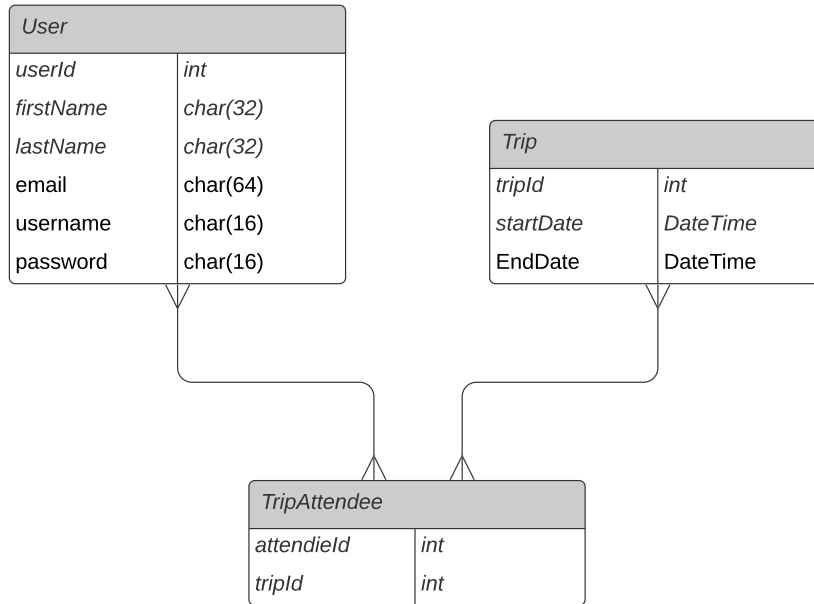 User
userId int
firstName char(32)
lastName char(32)
email char(64)
username char(16)
password char(16)
Trip
tripId int
startDate DateTime
EndDate DateTime
TripAttendee
attendieId int
tripId int